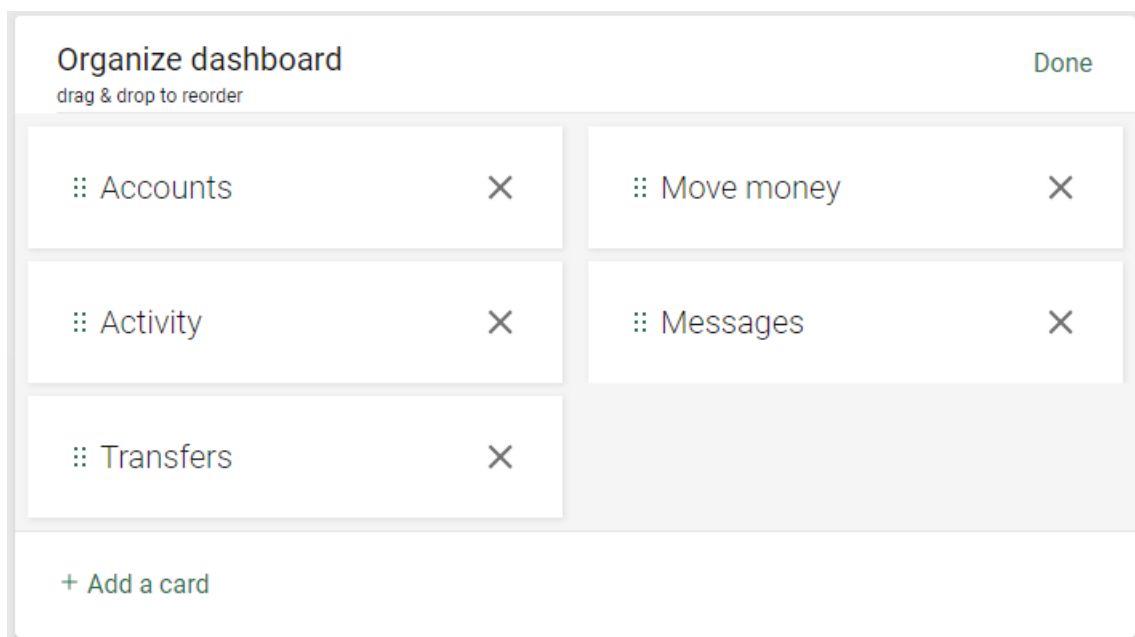 Organize dashboard
Done
drag & drop to reorder
Accounts
Move money
Activity
Messages
Transfers
+ Add a card